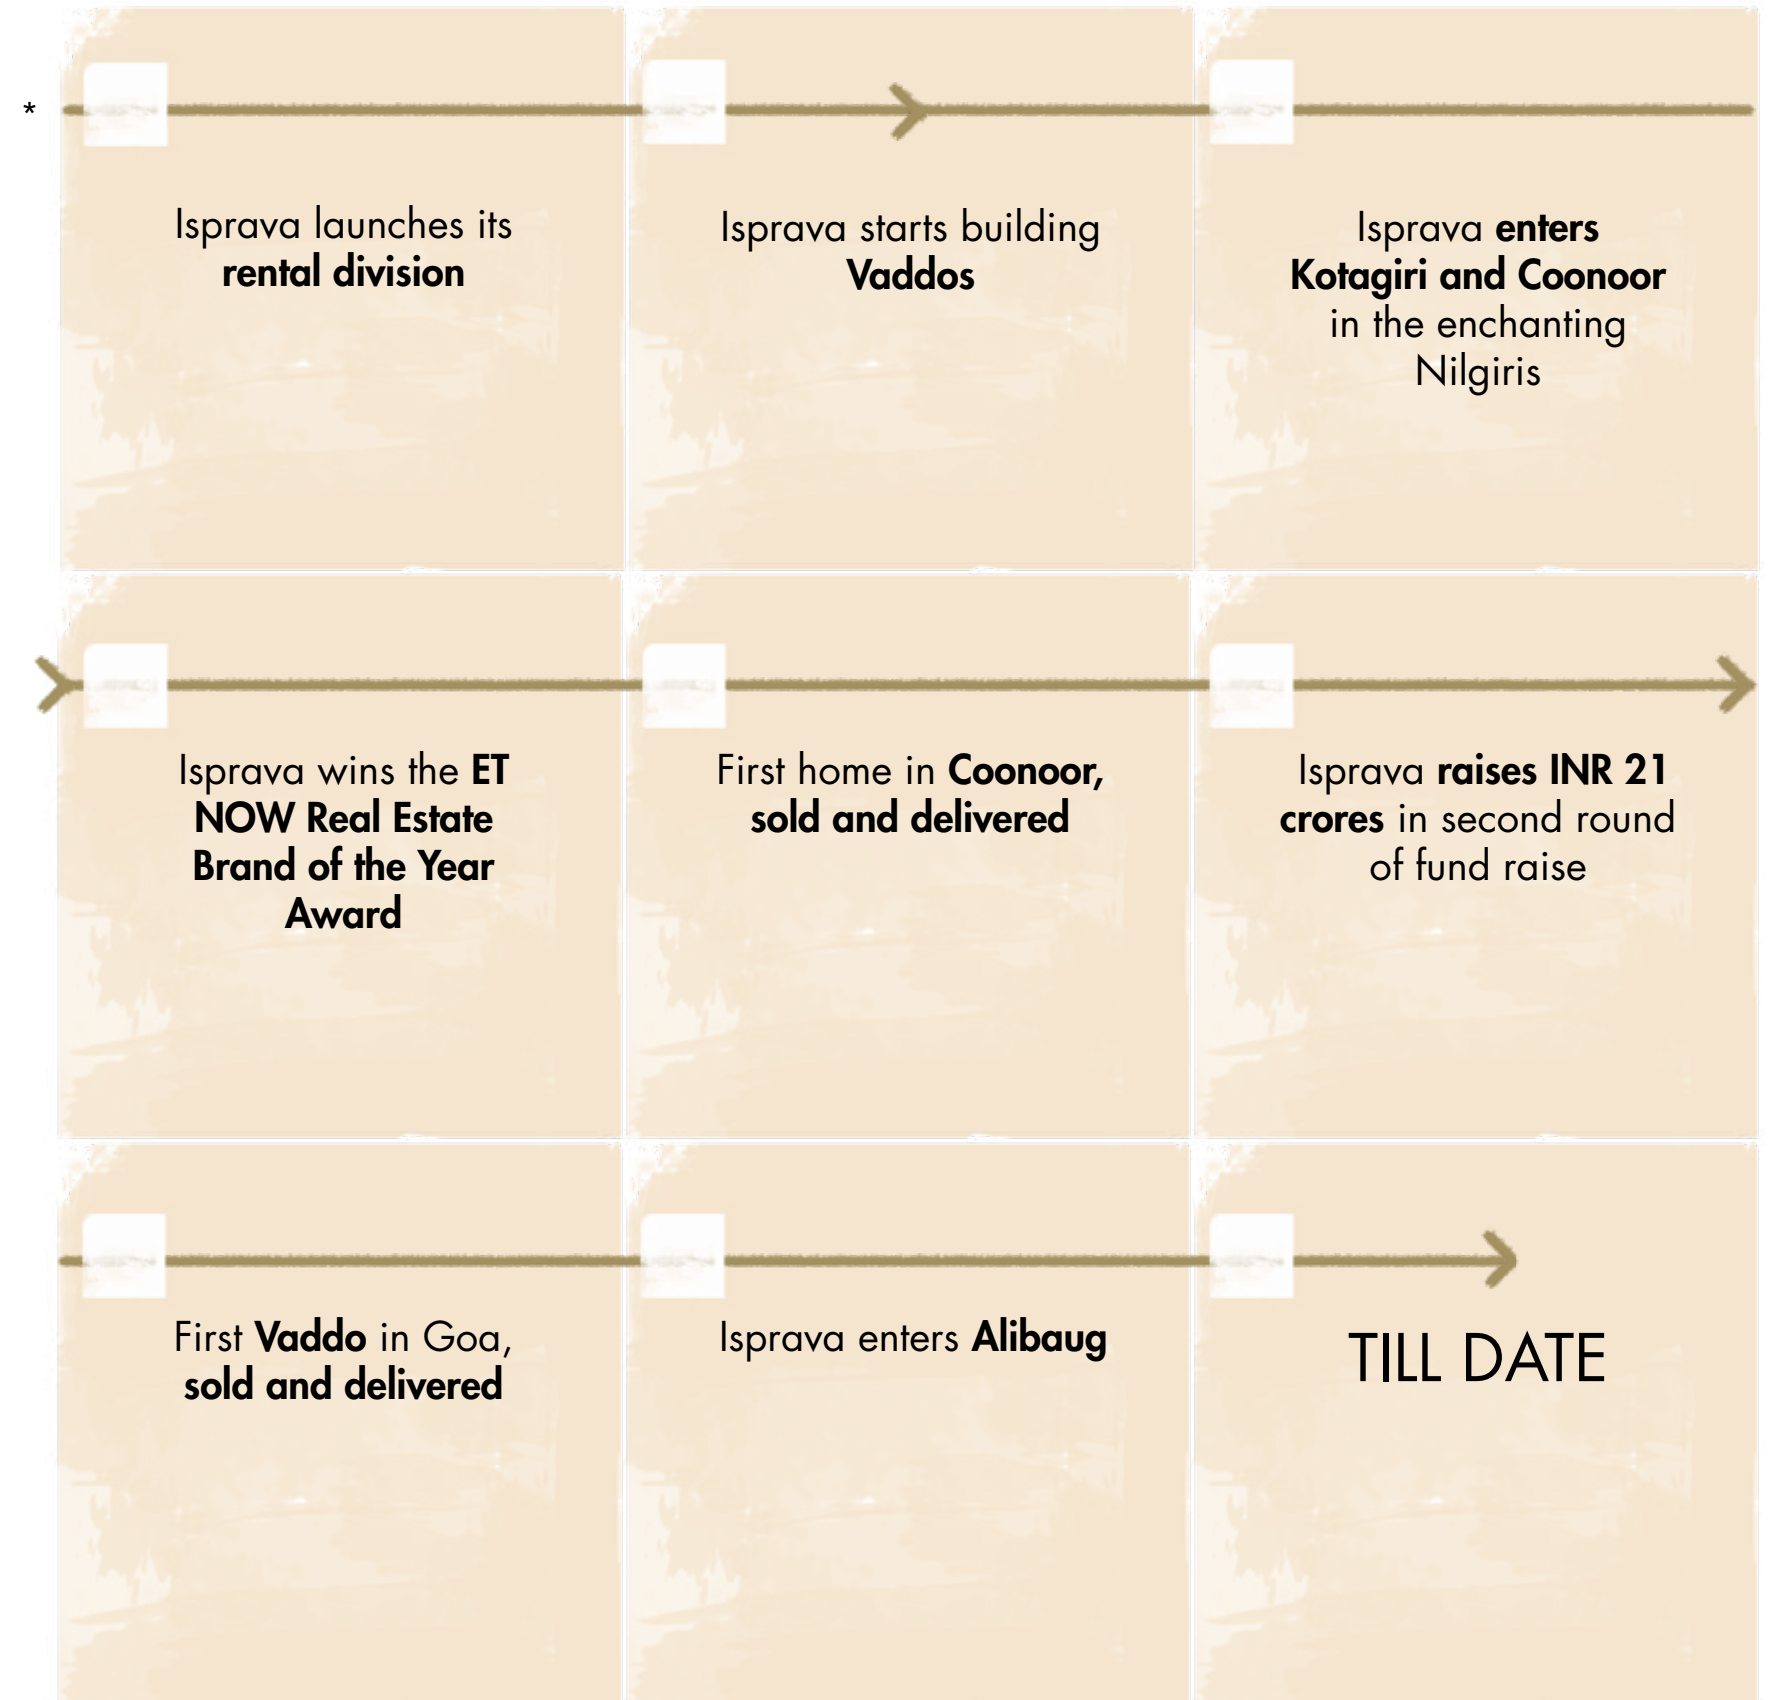 *
Isprava launches its
rental division
Isprava starts building
Vaddos
Isprava enters
Kotagiri and Coonoor
in the enchanting
Nilgiris
Isprava wins the ET
NOW Real Estate
Brand of the Year
Award
First home in Coonoor,
sold and delivered
Isprava raises INR 21
crores in second round
of fund raise
First Vaddo in Goa,
sold and delivered
Isprava enters Alibaug
TILL DATE